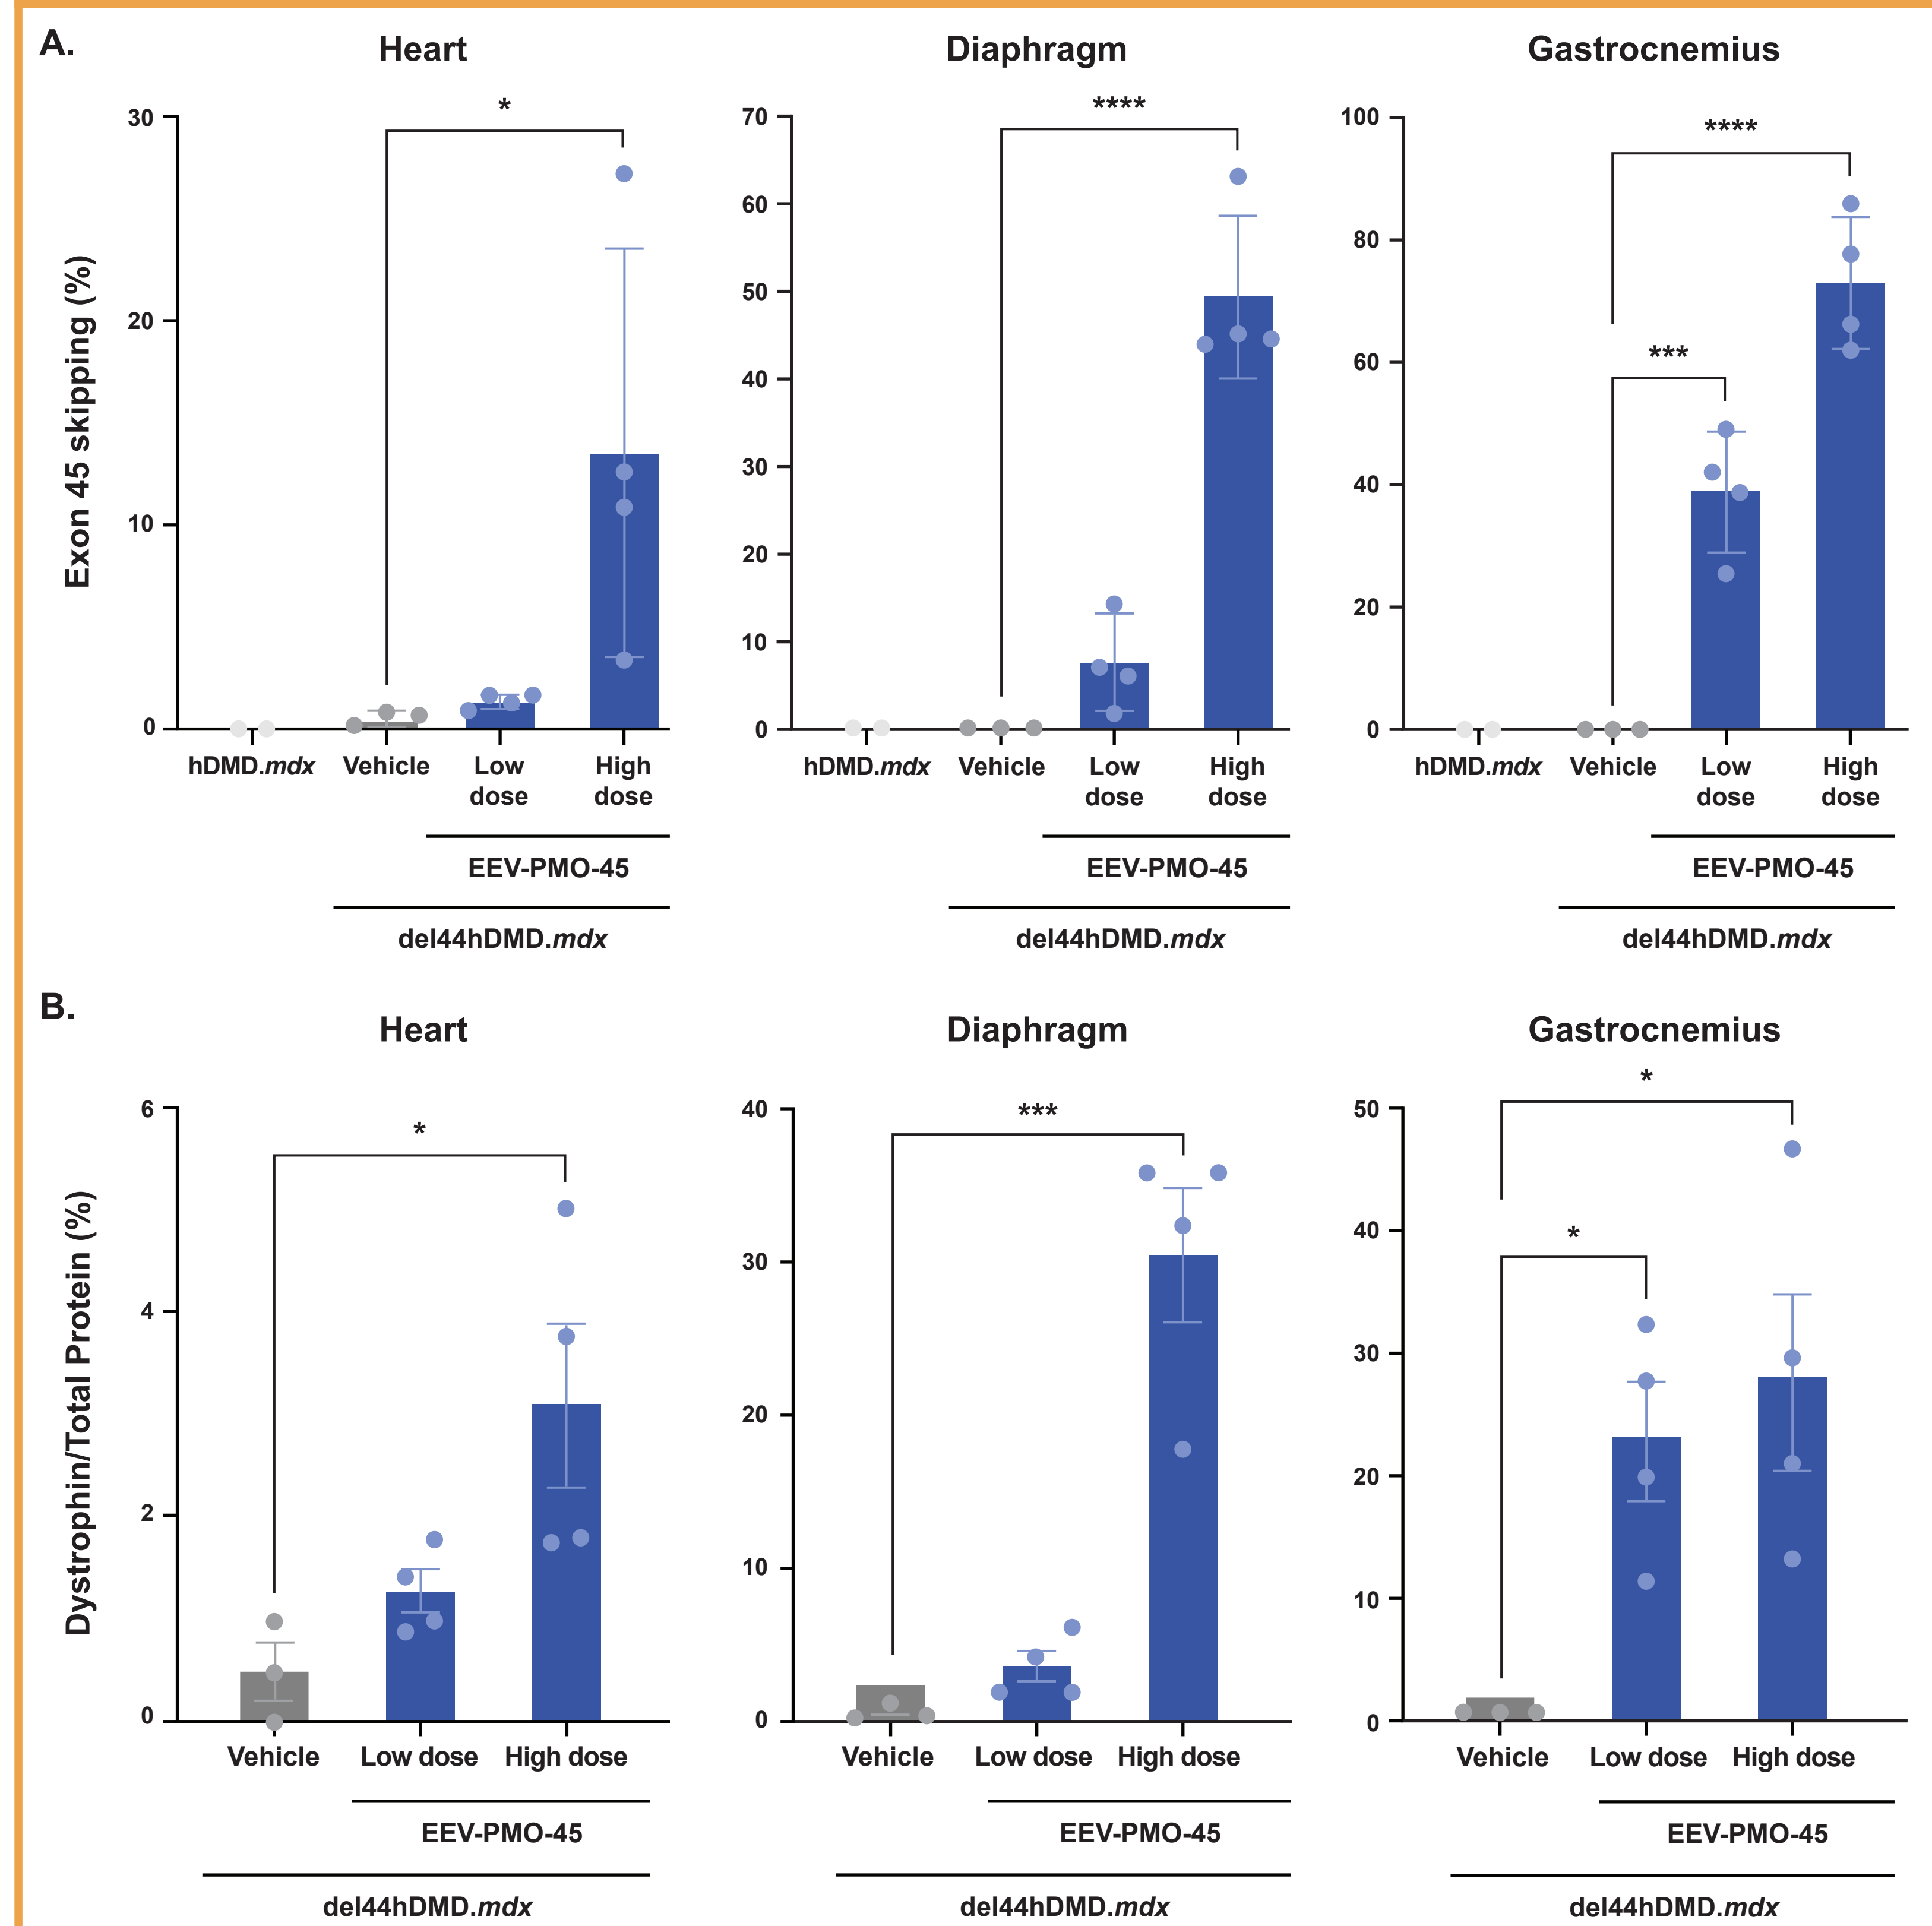 A.
Heart
Diaphragm
Gastrocnemius
Exon 45 skipping (%)
30
20
10
0
*
hDMD.mdx
Vehicle
Low
dose
High
dose
EEV-PMO-45
del44hDMD.mdx
70
60
50
40
30
20
10
0
****
hDMD.mdx
Vehicle
Low
dose
High
dose
EEV-PMO-45
del44hDMD.mdx
100
80
60
40
20
0
****
***
hDMD.mdx
Vehicle
Low
dose
High
dose
EEV-PMO-45
del44hDMD.mdx
B.
Heart
Diaphragm
Gastrocnemius
Dystrophin/Total Protein (%)
6
4
2
0
*
Vehicle
Low dose
High dose
EEV-PMO-45
del44hDMD.mdx
40
30
20
10
0
***
Vehicle
Low dose
High dose
EEV-PMO-45
del44hDMD.mdx
50
40
30
20
10
0
*
*
Vehicle
Low dose
High dose
EEV-PMO-45
del44hDMD.mdx